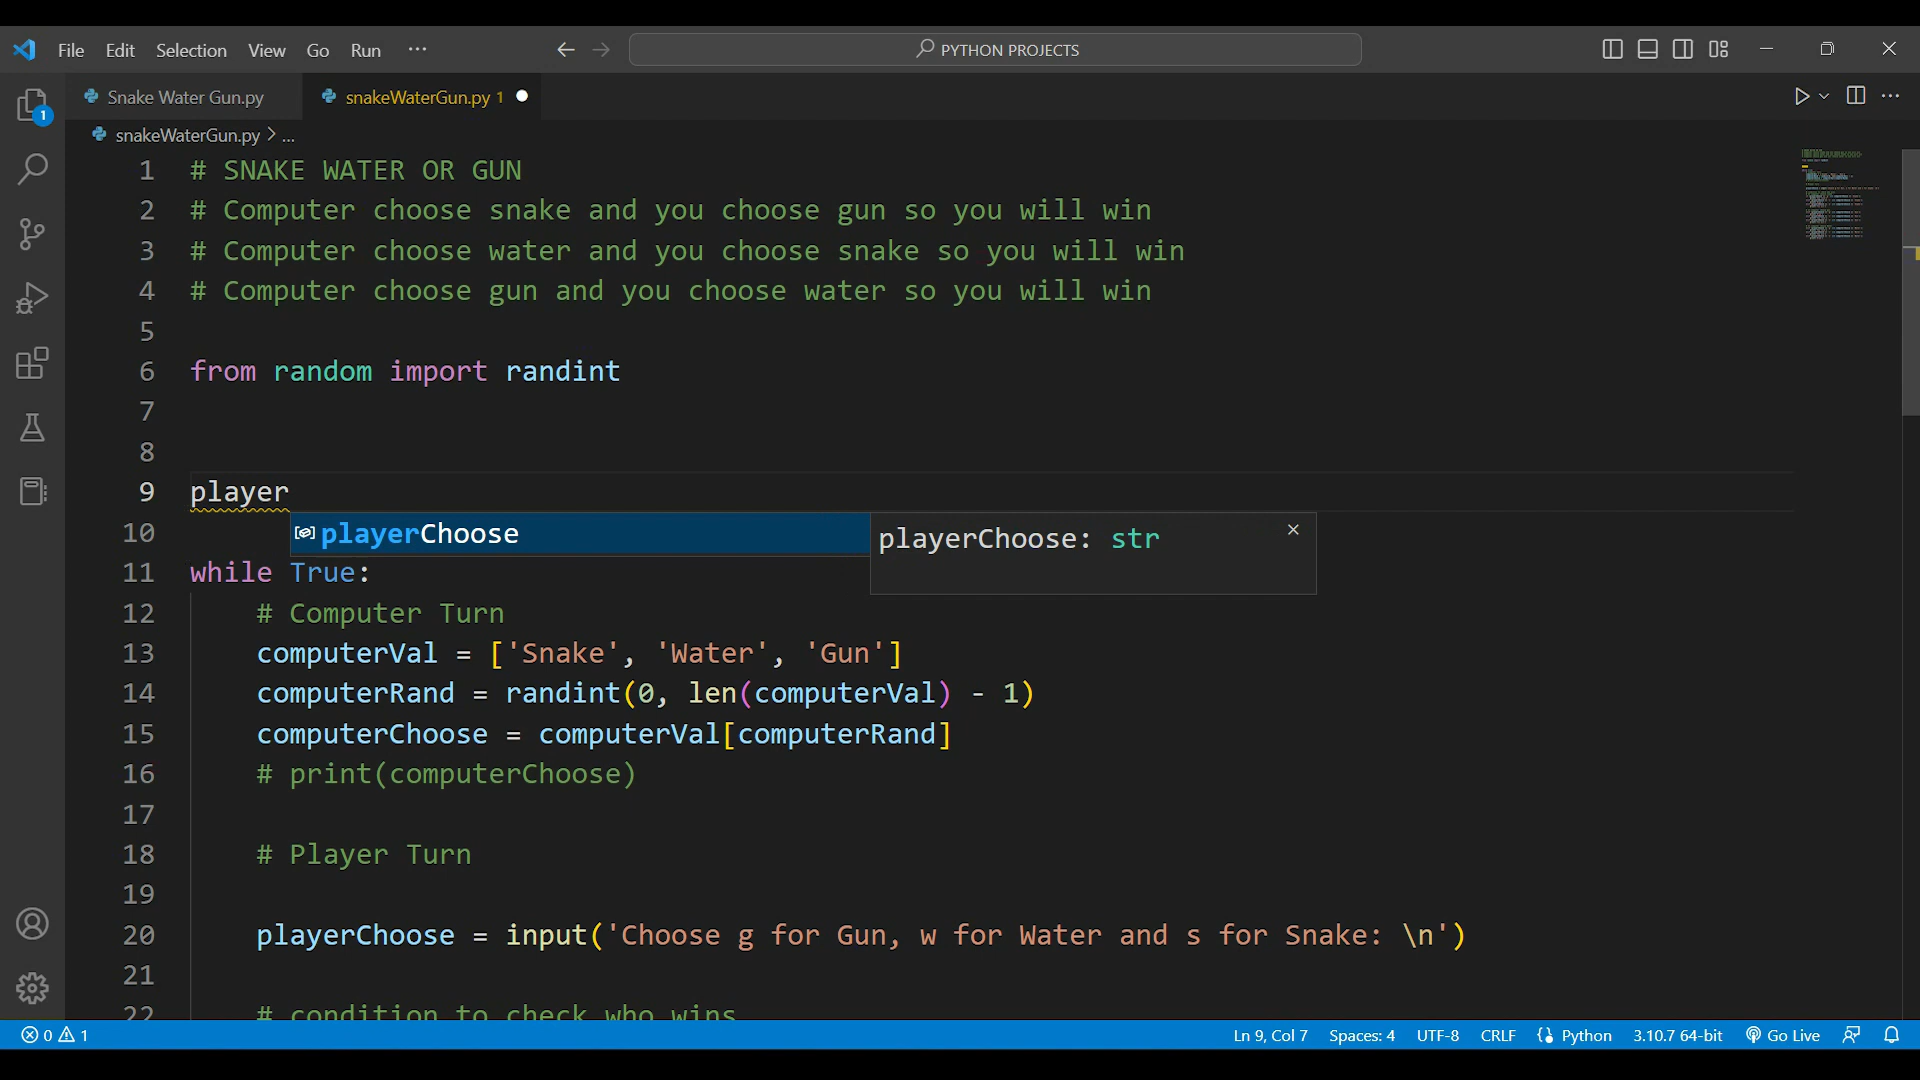 File Edit Selection View Go Run ··· PYTHON PROJECTS
Snake Water Gun.py snakeWaterGun.py 1
1
snakeWaterGun.py > ...
1 # SNAKE WATER OR GUN
2 # Computer choose snake and you choose gun so you will win
3 # Computer choose water and you choose snake so you will win
4 # Computer choose gun and you choose water so you will win
5
6 from random import randint
7
8
9 player
10 playerChoose playerChoose: str
11 while True:
12 # Computer Turn
13 computerVal = ['Snake', 'Water', 'Gun']
14 computerRand = randint(0, len(computerVal) - 1)
15 computerChoose = computerVal[computerRand]
16 # print(computerChoose)
17
18 # Player Turn
19
20 playerChoose = input('Choose g for Gun, w for Water and s for Snake: \n')
21
22 # condition to check who wins
0 1 Ln 9, Col 7 Spaces: 4 UTF-8 CRLF Python 3.10.7 64-bit Go Live